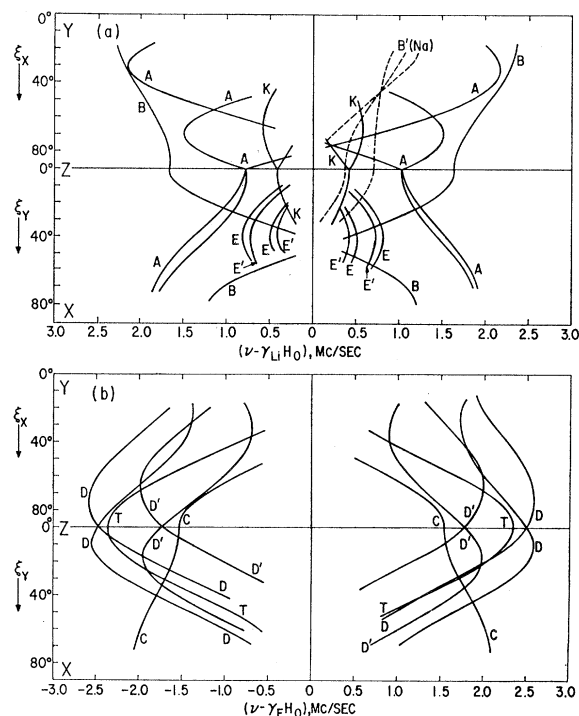 (a)
0° Y
ξX
40°
80°
0° Z
ξY
40°
80° X
A
B
A
K
A
K
E
E
E'
E'
A
B
B'(Na)
B
A
K
A
K
A
E'
E
E
E'
B
A
3.0 2.5 2.0 1.5 1.0 0.5 0 0.5 1.0 1.5 2.0 2.5 3.0
(ν-γLiH0), MC/SEC
(b)
0° Y
ξX
40°
80°
0° Z
ξY
40°
80° X
D
D'
T
C
D
D'
D'
D
T
C
D
D'
C
T
D
D'
D
T
D
D'
C
-3.0 -2.5 -2.0 -1.5 -1.0 -0.5 0 0.5 1.0 1.5 2.0 2.5 3.0
(ν-γFH0), MC/SEC